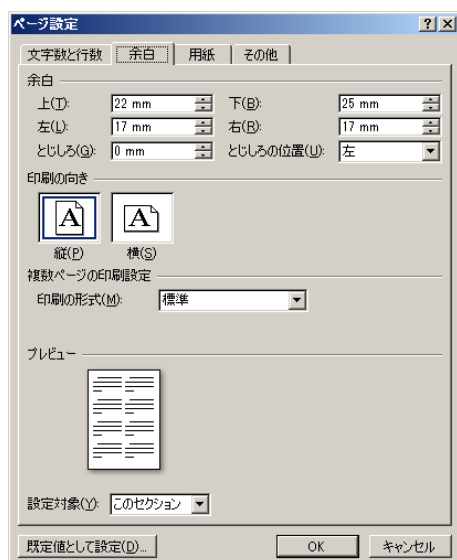 ページ設定
文字数と行数 余白 用紙 その他
余白
上(T): 22 mm 下(B): 25 mm
左(L): 17 mm 右(R): 17 mm
とじしろ(G): 0 mm とじしろの位置(U): 左
印刷の向き
A A
縦(P) 横(S)
複数ページの印刷設定
印刷の形式(M): 標準
プレビュー
設定対象(Y): このセクション
既定値として設定(D)... OK キャンセル